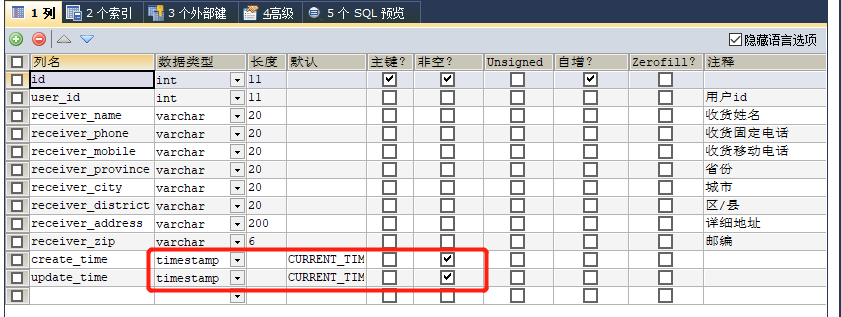 1 列 2 个索引 3 个外部键 4高级 5 个 SQL 预览
隐藏语言选项
列名 数据类型 长度 默认 主键? 非空? Unsigned 自增? Zerofill? 注释
id int 11
user_id int 11 用户id
receiver_name varchar 20 收货姓名
receiver_phone varchar 20 收货固定电话
receiver_mobile varchar 20 收货移动电话
receiver_province varchar 20 省份
receiver_city varchar 20 城市
receiver_district varchar 20 区/县
receiver_address varchar 200 详细地址
receiver_zip varchar 6 邮编
create_time timestamp CURRENT_TIM
update_time timestamp CURRENT_TIM